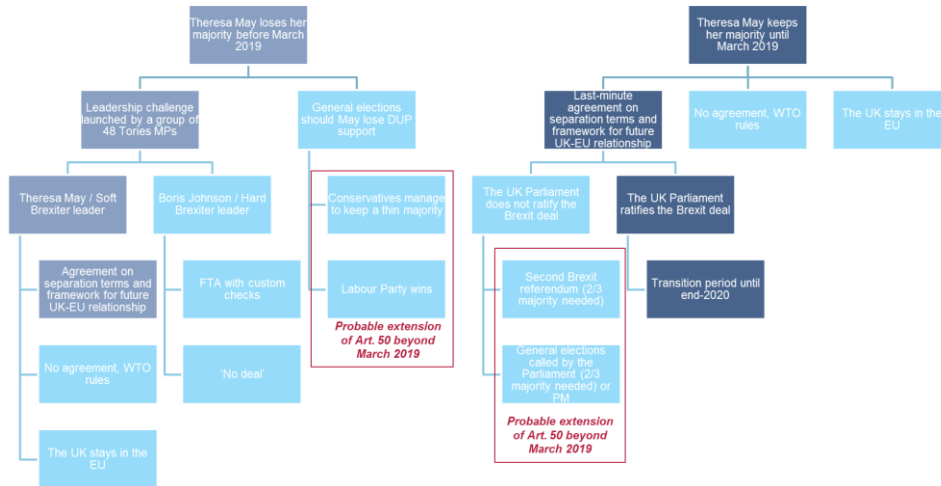 Theresa May loses her
majority before March
2019
Leadership challenge
launched by a group of
48 Tories MPs
General elections
should May lose DUP
support
Theresa May / Soft
Brexiter leader
Boris Johnson / Hard
Brexiter leader
Agreement on
separation terms and
framework for future
UK-EU relationship
No agreement, WTO
rules
The UK stays in the
EU
FTA with custom
checks
‘No deal’
Conservatives manage
to keep a thin majority
Labour Party wins
Probable extension
of Art. 50 beyond
March 2019
Theresa May keeps
her majority until
March 2019
Last-minute
agreement on
separation terms and
framework for future
UK-EU relationship
No agreement, WTO
rules
The UK stays in the
EU
The UK Parliament
does not ratify the
Brexit deal
The UK Parliament
ratifies the Brexit deal
Second Brexit
referendum (2/3
majority needed)
General elections
called by the
Parliament (2/3
majority needed) or
PM
Probable extension
of Art. 50 beyond
March 2019
Transition period until
end-2020